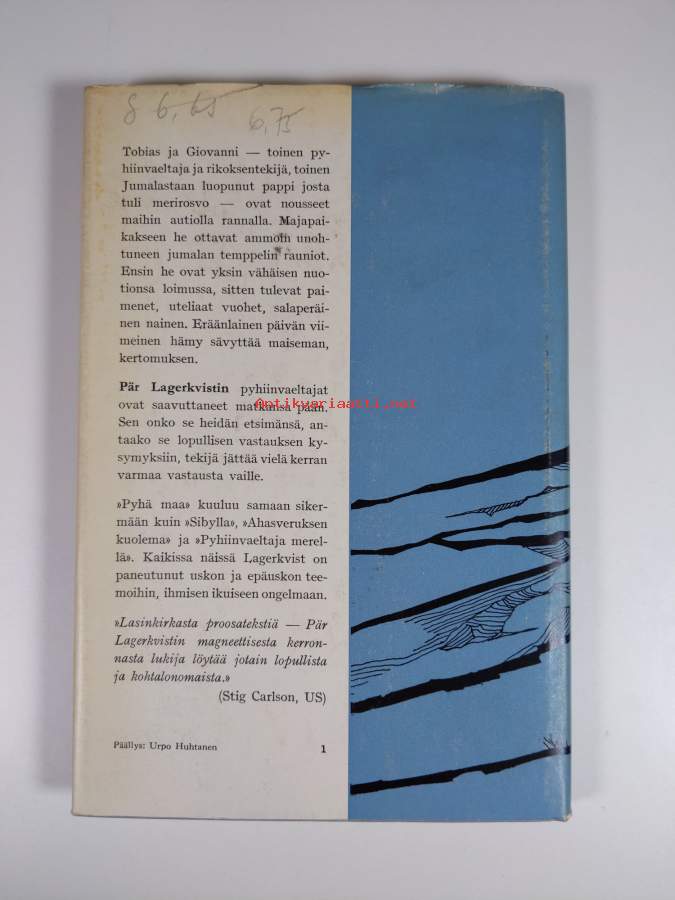 8 6,65
6,75
Tobias ja Giovanni — toinen py-
hiinvaeltaja ja rikoksentekijä, toinen
Jumalastaan luopunut pappi josta
tuli merirosvo — ovat nousseet
maihin autiolla rannalla. Majapai-
kakseen he ottavat ammoin unoh-
tuneen jumalan temppelin rauniot.
Ensin he ovat yksin vähäisen nuo-
tionsa loimussa, sitten tulevat pai-
menet, uteliaat vuohet, salaperäi-
nen nainen. Eräänlainen päivän vii-
meinen hämy sävyttää maiseman,
kertomuksen.
Pär Lagerkvistin pyhiinvaeltajat
ovat saavuttaneet matkansa pään.
Antikvariaatti.net
Sen onko se heidän etsimänsä, an-
taako se lopullisen vastauksen ky-
symyksiin, tekijä jättää vielä kerran
varmaa vastausta vaille.
»Pyhä maa» kuuluu samaan siker-
mään kuin »Sibylla», »Ahasveruksen
kuolema» ja »Pyhiinvaeltaja merel-
lä». Kaikissa näissä Lagerkvist on
paneutunut uskon ja epäuskon tee-
moihin, ihmisen ikuiseen ongelmaan.
»Lasinkirkasta proosatekstiä — Pär
Lagerkvistin magneettisesta kerron-
nasta lukija löytää jotain lopullista
ja kohtalonomaista.»
(Stig Carlson, US)
Päällys: Urpo Huhtanen 1